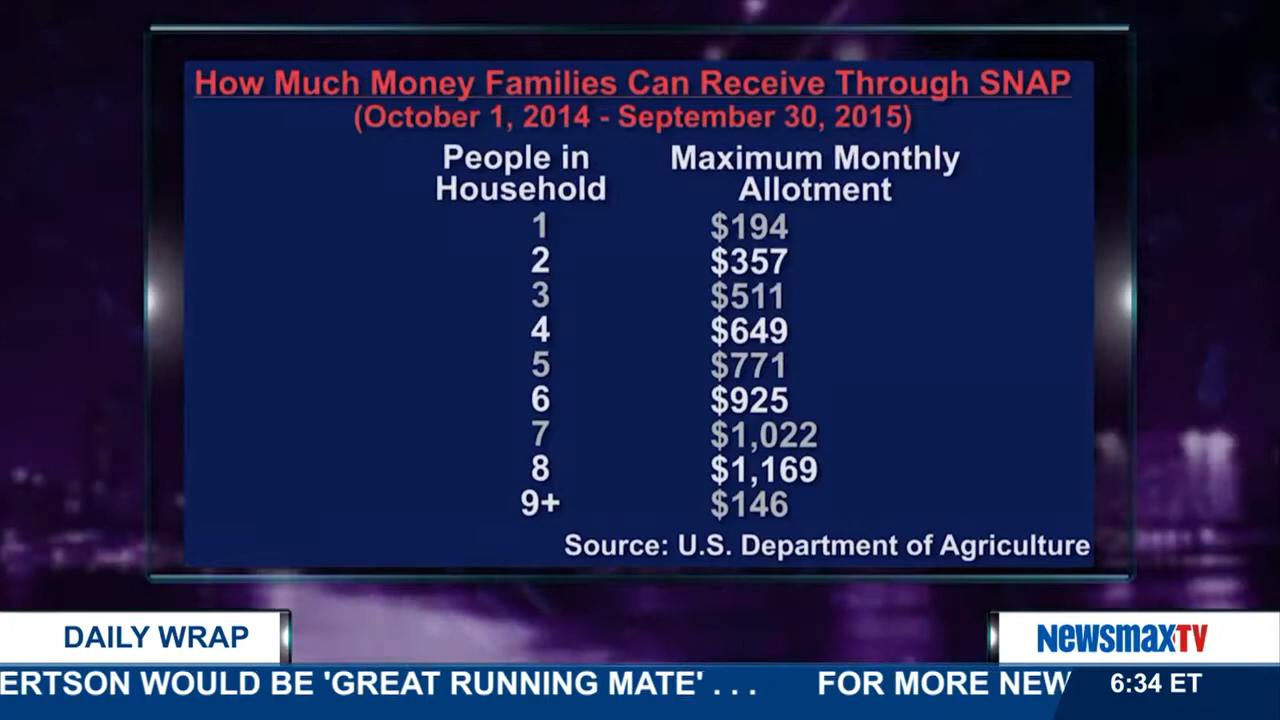 How Much Money Families Can Receive Through SNAP
(October 1, 2014 - September 30, 2015)
People in Household
Maximum Monthly Allotment
1 $194
2 $357
3 $511
4 $649
5 $771
6 $925
7 $1,022
8 $1,169
9+ $146
Source: U.S. Department of Agriculture
DAILY WRAP
NEWSMAXTV
ERTSON WOULD BE 'GREAT RUNNING MATE' . . . FOR MORE NEW
6:34 ET